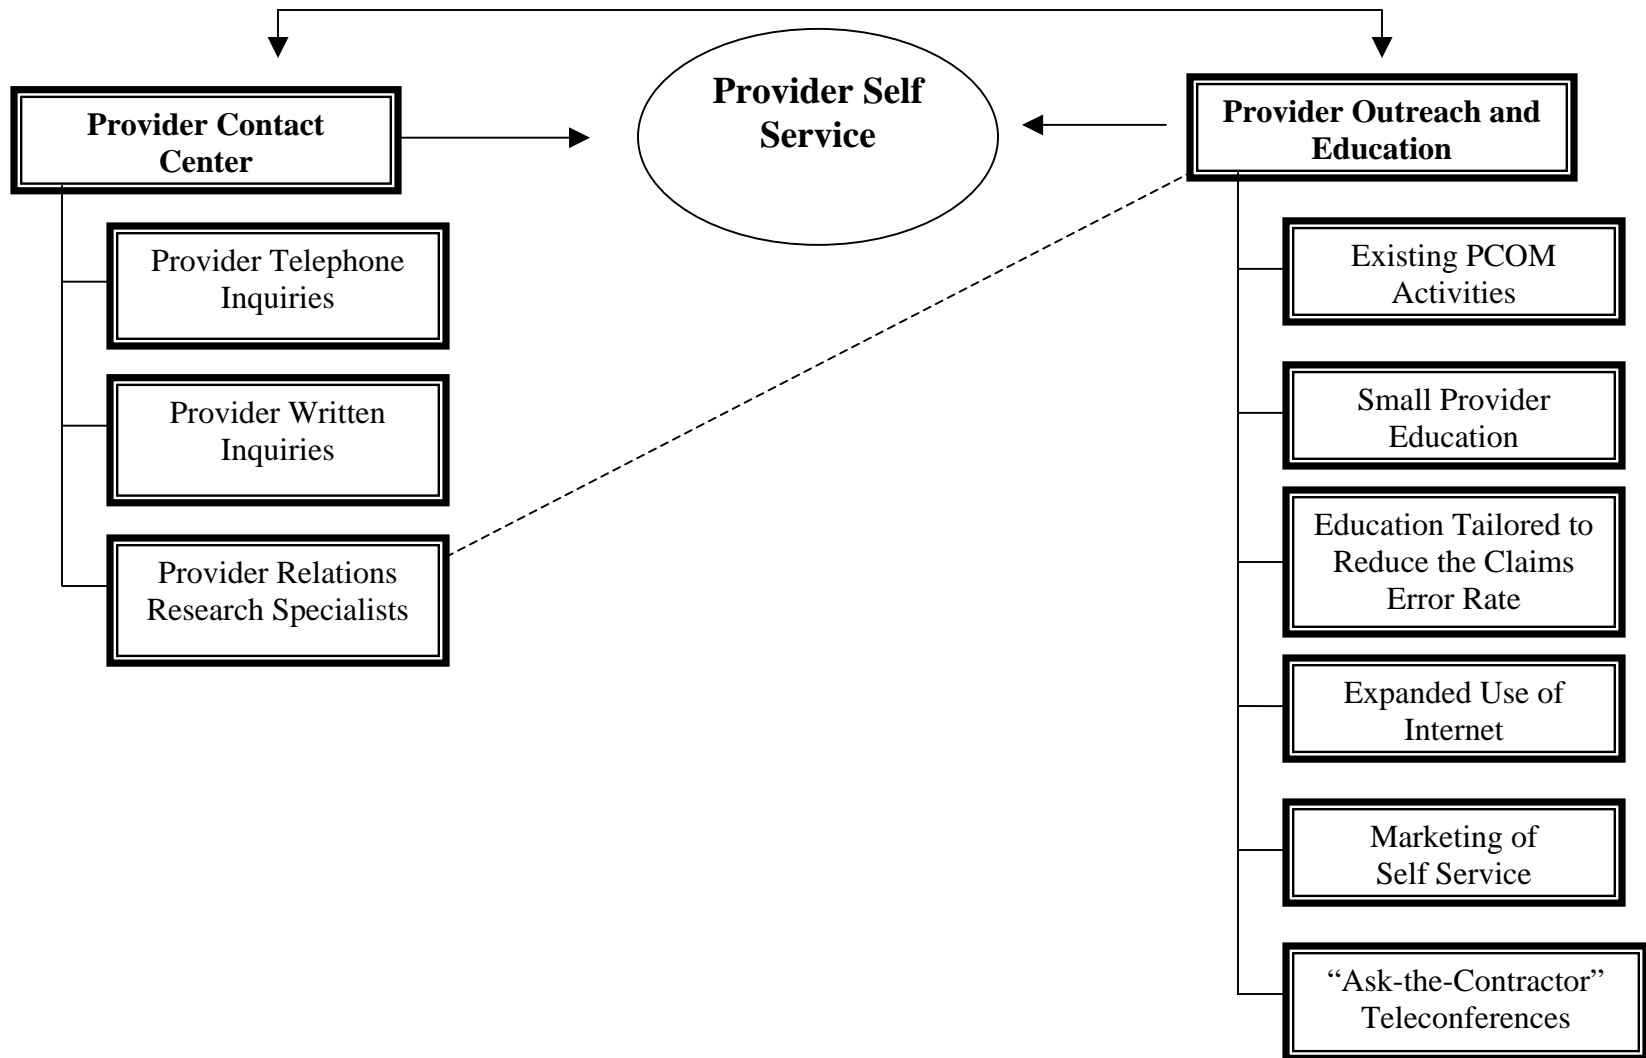 Provider Self
Service
Provider Contact
Center
Provider Telephone
Inquiries
Provider Written
Inquiries
Provider Relations
Research Specialists
Provider Outreach and
Education
Existing PCOM
Activities
Small Provider
Education
Education Tailored to
Reduce the Claims
Error Rate
Expanded Use of
Internet
Marketing of
Self Service
“Ask-the-Contractor”
Teleconferences